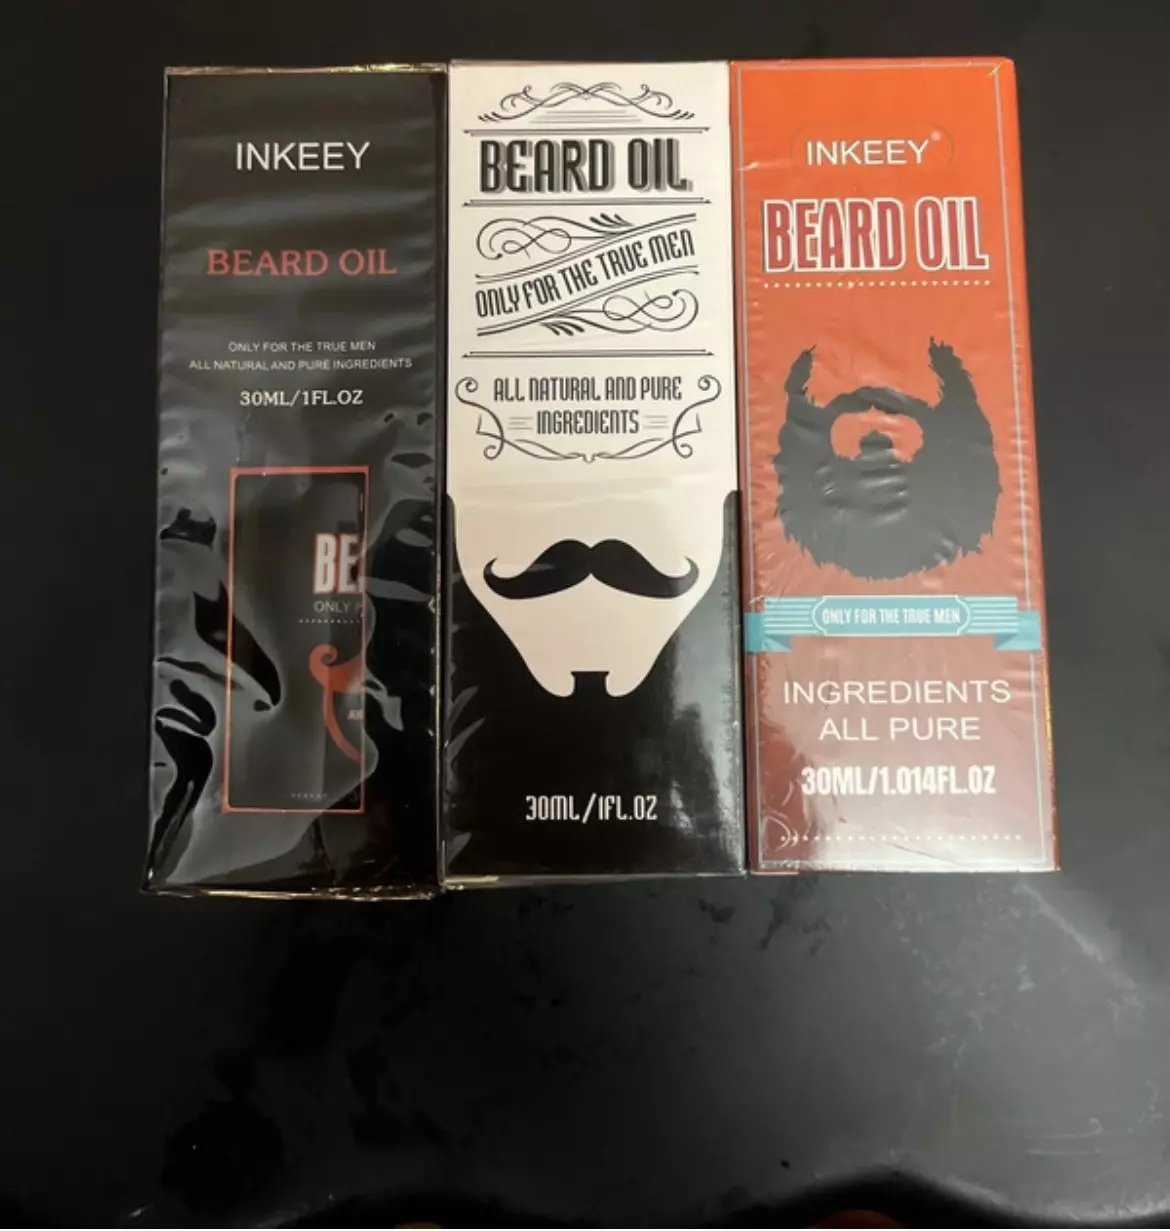 INKEEY
BEARD OIL
ONLY FOR THE TRUE MEN
ALL NATURAL AND PURE INGREDIENTS
30ML/1FL.OZ
BE
ONLY
BEARD OIL
ONLY FOR THE TRUE MEN
ALL NATURAL AND PURE
INGREDIENTS
30ML/1FL.OZ
INKEEY®
BEARD OIL
ONLY FOR THE TRUE MEN
INGREDIENTS
ALL PURE
30ML/1.014FL.OZ